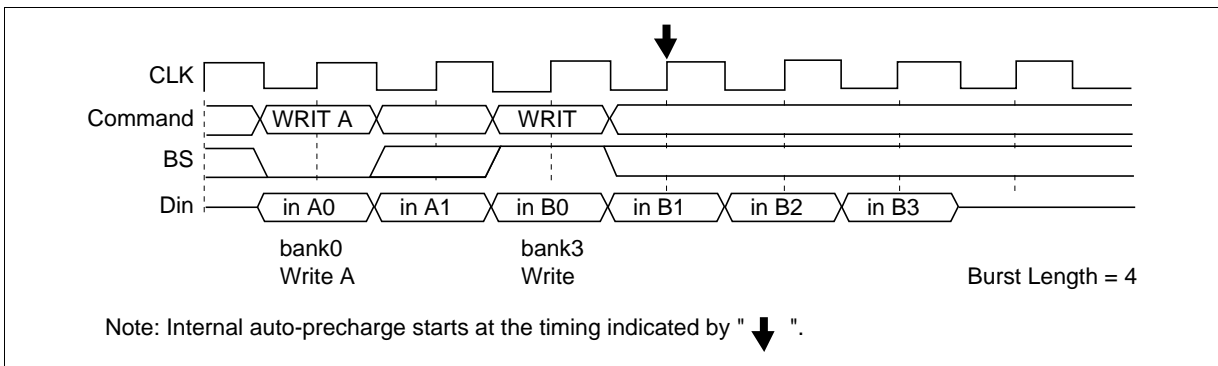 CLK
Command WRIT A WRIT
BS
Din in A0 in A1 in B0 in B1 in B2 in B3
bank0 bank3
Write A Write Burst Length = 4
Note: Internal auto-precharge starts at the timing indicated by " ".